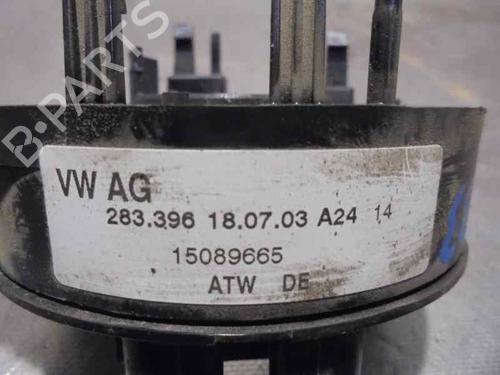 B-PARTS
VW AG
283.396 18.07.03 A24 14
15089665
ATW DE